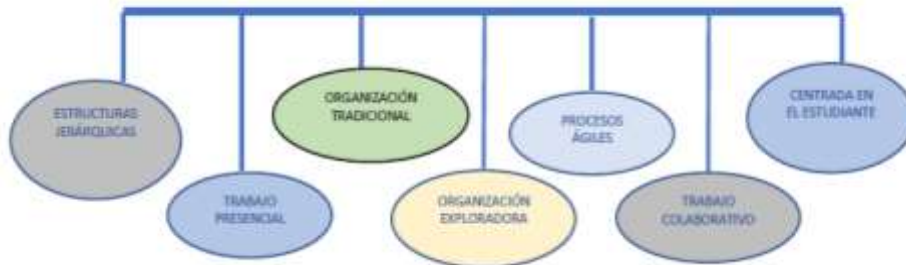 ESTRUCTURAS
JERÁRQUICAS
TRABAJO
PRESENCIAL
ORGANIZACIÓN
TRADICIONAL
ORGANIZACIÓN
EXPLORADORA
PROCESOS
ÁGILES
TRABAJO
COLABORATIVO
CENTRADA EN
EL ESTUDIANTE